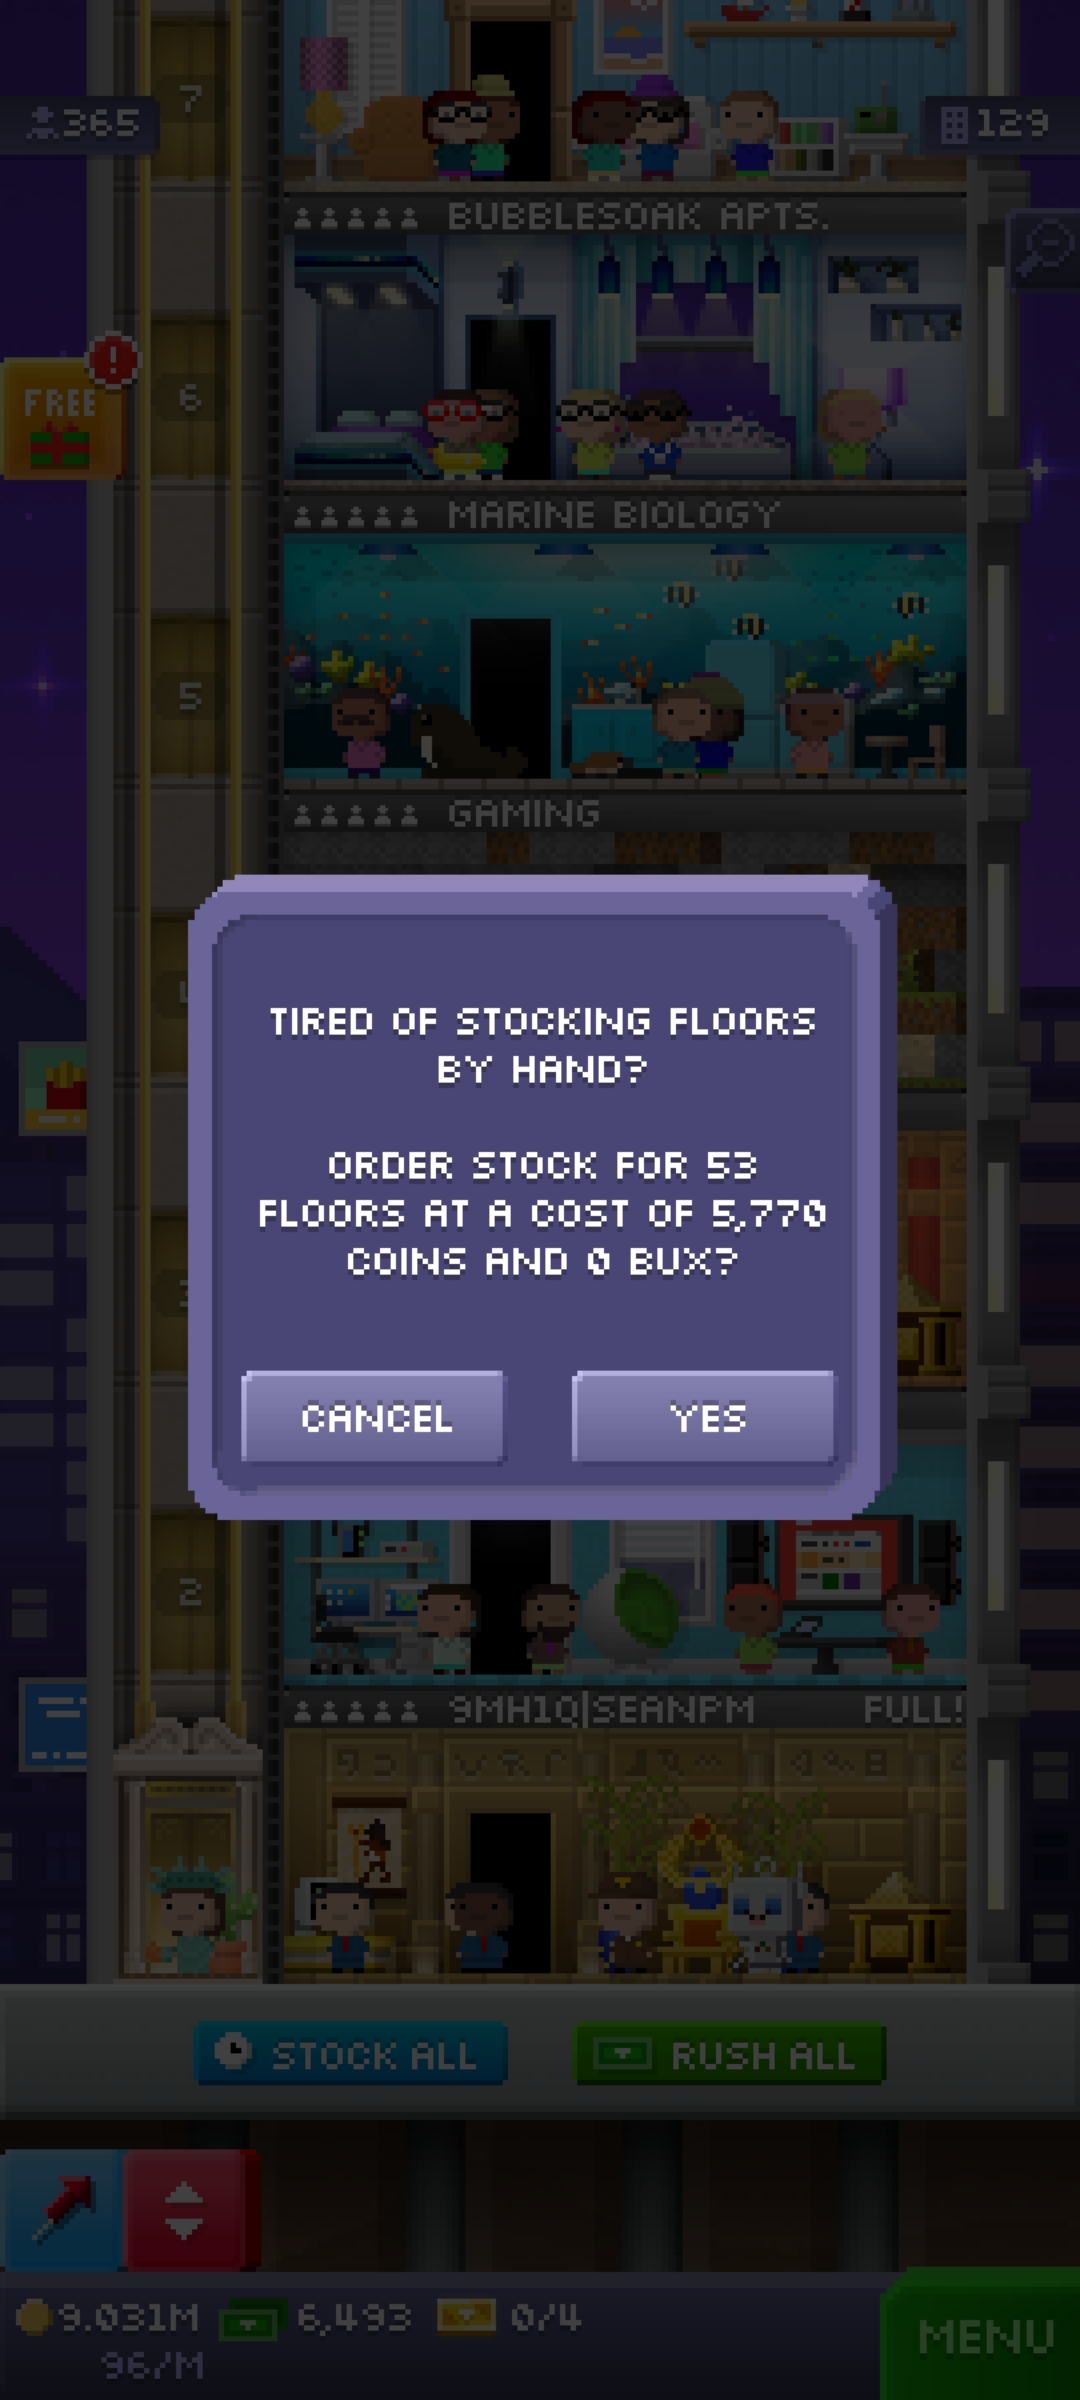 7
365
129
BUBBLESOAK APTS.
FREE
!
6
MARINE BIOLOGY
5
GAMING
TIRED OF STOCKING FLOORS
BY HAND?
ORDER STOCK FOR 53
FLOORS AT A COST OF 5,770
COINS AND 0 BUX?
CANCEL
YES
2
9MH1Q|SEANPM
FULL!
STOCK ALL
RUSH ALL
9.031M
6,493
0/4
96/M
MENU